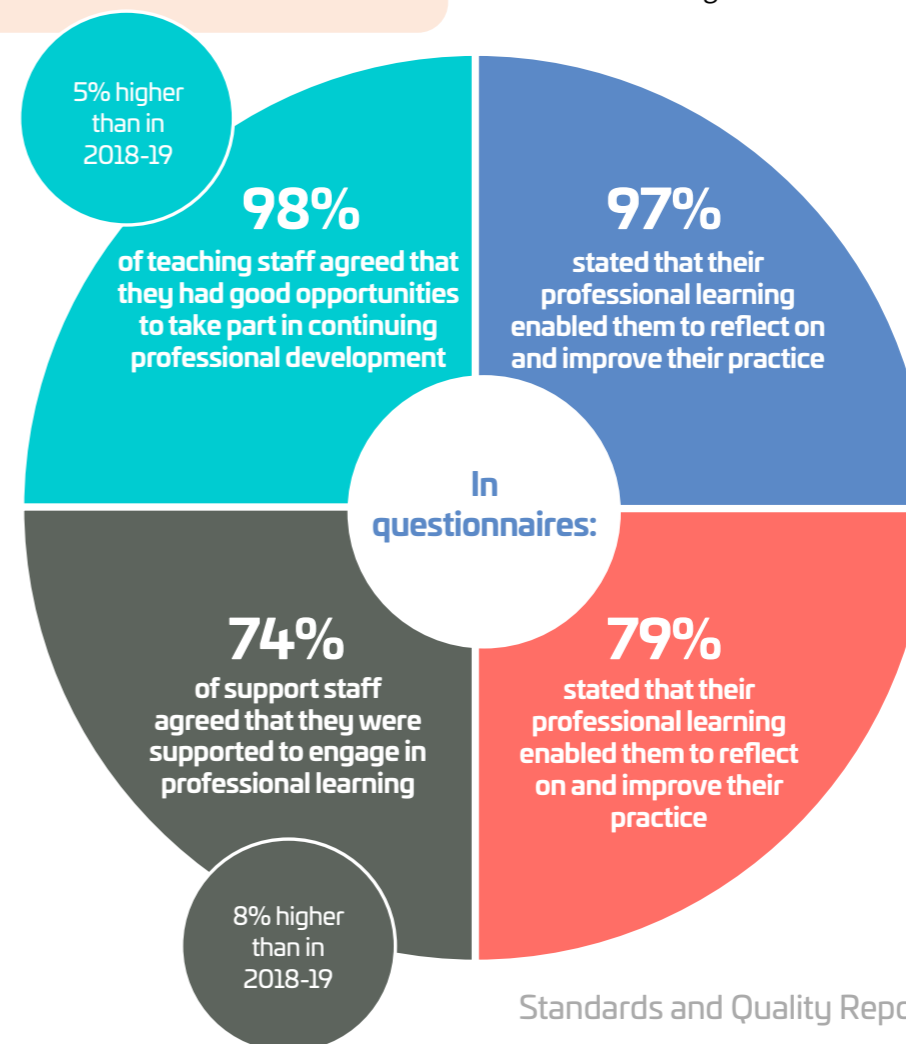 5% higher
than in
2018-19
98%
of teaching staff agreed that
they had good opportunities
to take part in continuing
professional development
97%
stated that their
professional learning
enabled them to reflect on
and improve their practice
In
questionnaires:
74%
of support staff
agreed that they were
supported to engage in
professional learning
79%
stated that their
professional learning
enabled them to reflect
on and improve their
practice
8% higher
than in
2018-19
Standards and Quality